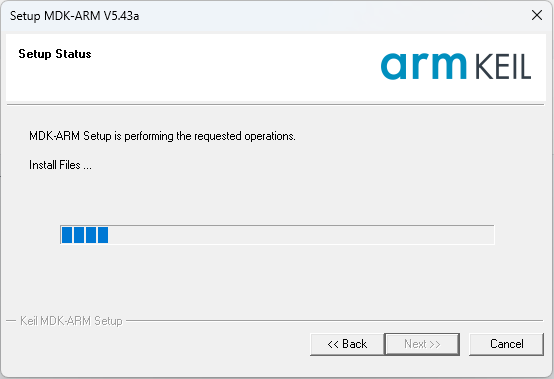 Setup MDK-ARM V5.43a
Setup Status
arm KEIL
MDK-ARM Setup is performing the requested operations.
Install Files ...
Keil MDK-ARM Setup
<< Back
Next >>
Cancel